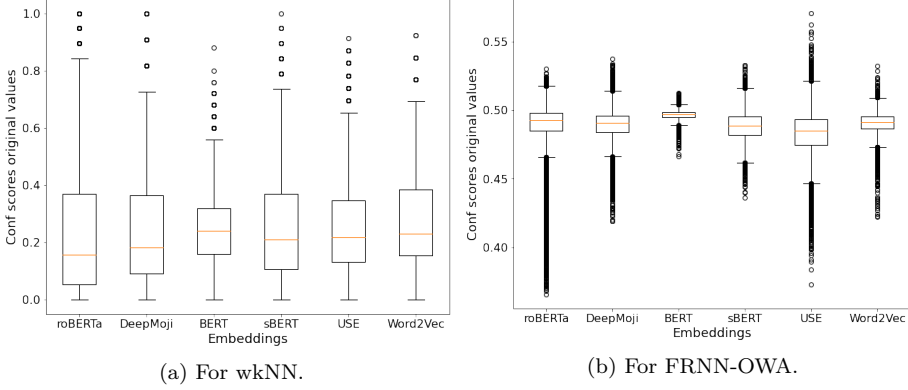 Conf scores original values
1.0
0.8
0.6
0.4
0.2
0.0
roBERTa DeepMoji BERT sBERT USE Word2Vec
Embeddings
(a) For wkNN.
Conf scores original values
0.55
0.50
0.45
0.40
roBERTa DeepMoji BERT sBERT USE Word2Vec
Embeddings
(b) For FRNN-OWA.